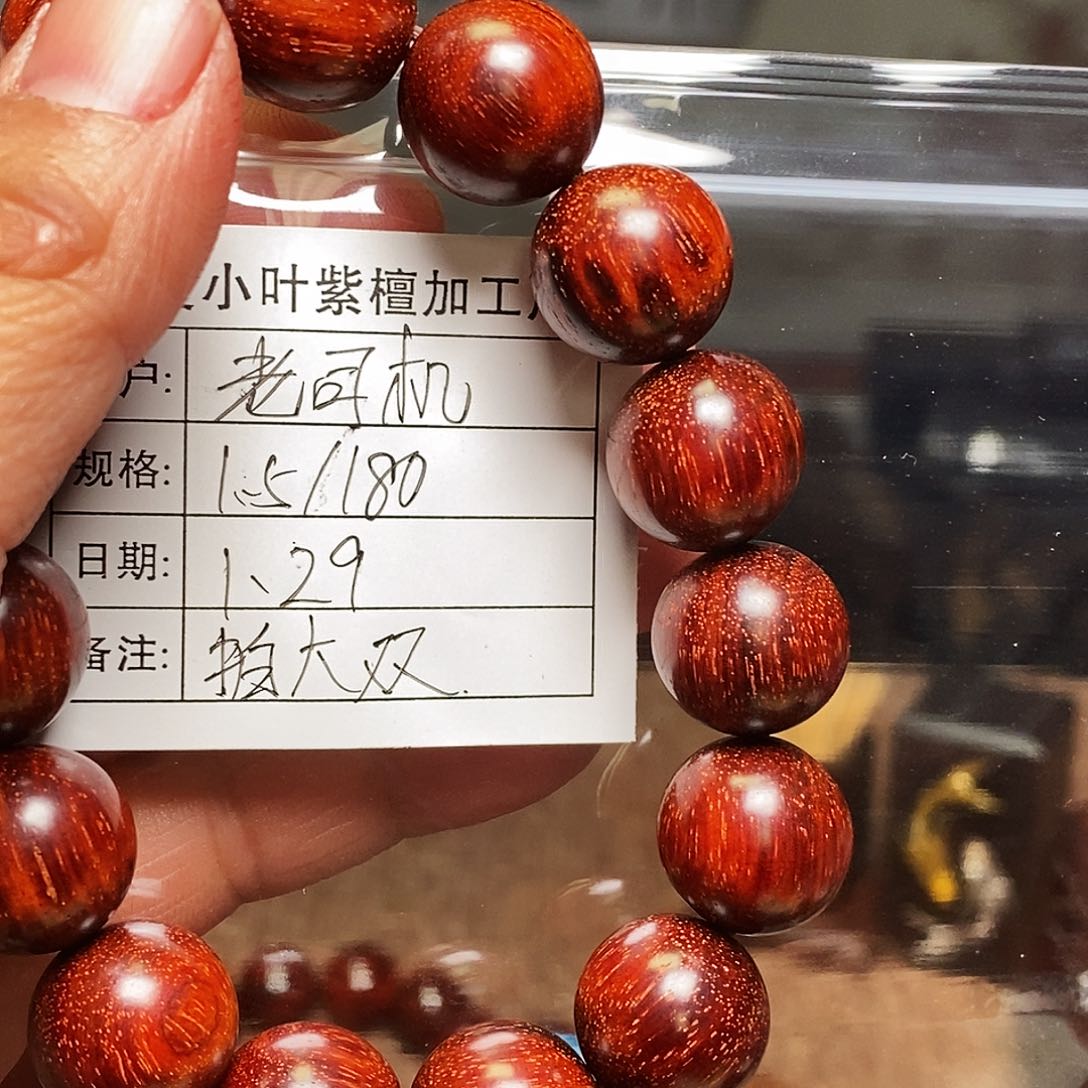 小叶紫檀加工
户: 老司机
规格: 1.5/180
日期: 1.29
备注: 大双.